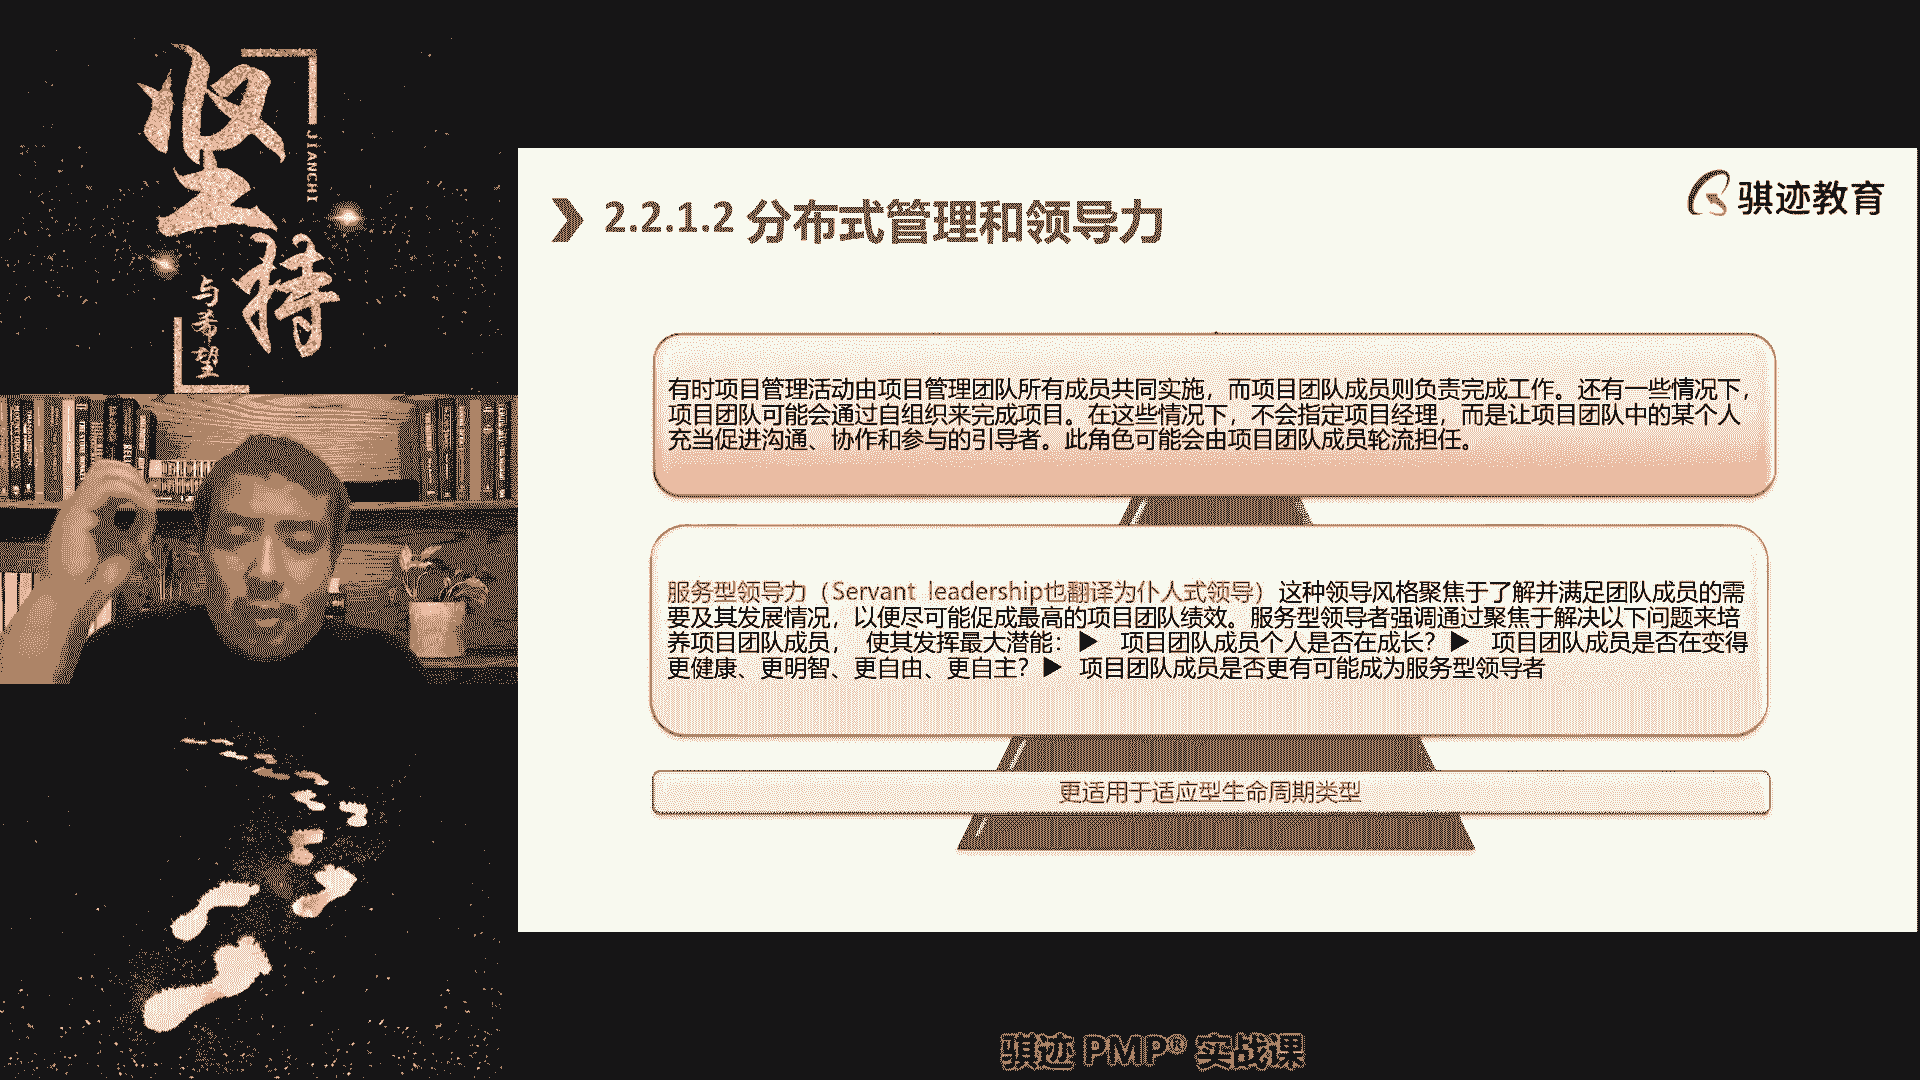 坚持
JIANCHI
与希望
骐迹教育
2.2.1.2 分布式管理和领导力
有时项目管理活动由项目管理团队所有成员共同实施，而项目团队成员则负责完成工作。还有一些情况下，
项目团队可能会通过自组织来完成项目。在这些情况下，不会指定项目经理，而是让项目团队中的某个人
充当促进沟通、协作和参与的引导者。此角色可能会由项目团队成员轮流担任。
服务型领导力（Servant leadership也翻译为仆人式领导）这种领导风格聚焦于了解并满足团队成员的需
要及其发展情况，以便尽可能促成最高的项目团队绩效。服务型领导者强调通过聚焦于解决以下问题来培
养项目团队成员， 使其发挥最大潜能：▶ 项目团队成员个人是否在成长？▶ 项目团队成员是否在变得
更健康、更明智、更自由、更自主？▶ 项目团队成员是否更有可能成为服务型领导者
更适用于适应型生命周期类型
骐迹 PMP® 实战课